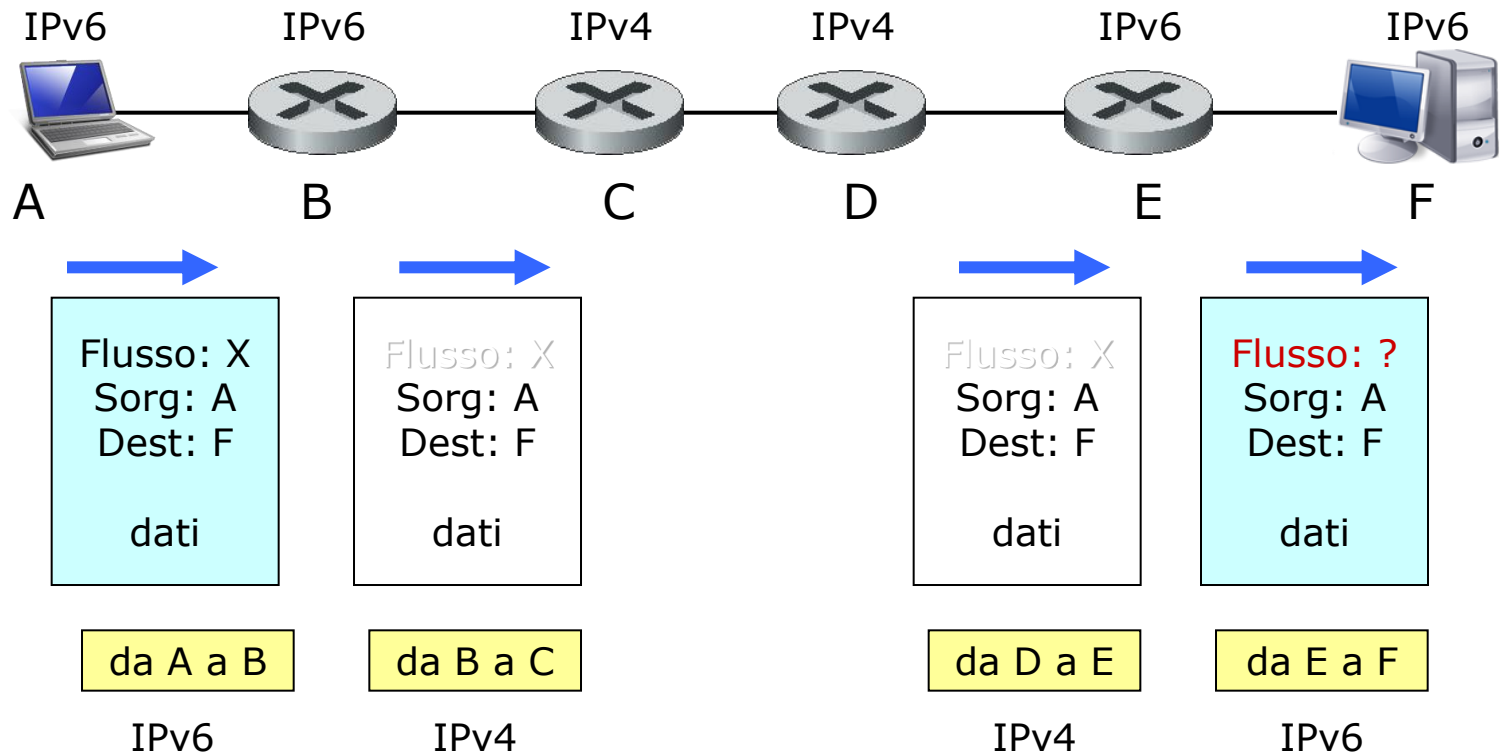 IPv6 IPv6 IPv4 IPv4 IPv6 IPv6
A B C D E F
Flusso: X
Sorg: A
Dest: F
dati
Flusso: X
Sorg: A
Dest: F
dati
Flusso: X
Sorg: A
Dest: F
dati
Flusso: ?
Sorg: A
Dest: F
dati
da A a B da B a C da D a E da E a F
IPv6 IPv4 IPv4 IPv6